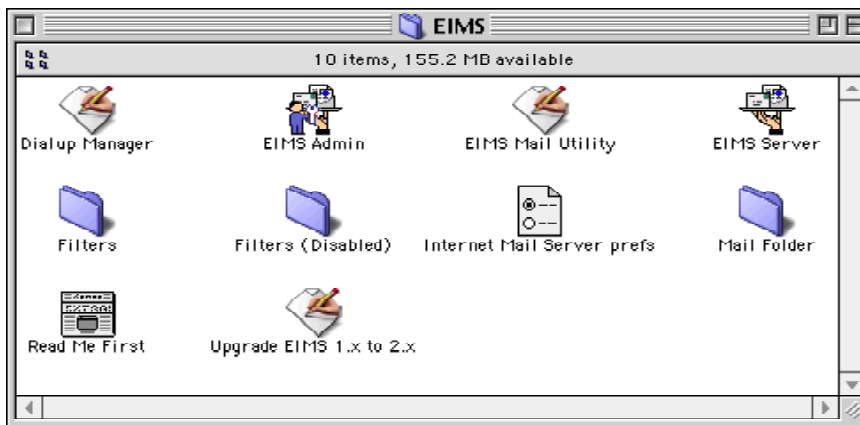 EIMS
10 items, 155.2 MB available
Dialup Manager
EIMS Admin
EIMS Mail Utility
EIMS Server
Filters
Filters (Disabled)
Internet Mail Server prefs
Mail Folder
Read Me First
Upgrade EIMS 1.x to 2.x